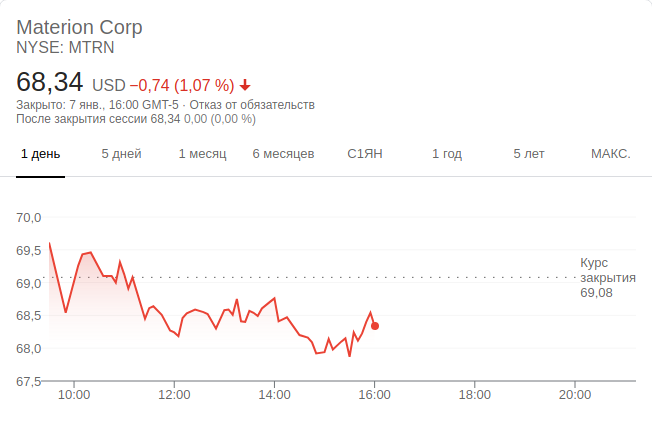 Materion Corp
NYSE: MTRN
68,34 USD −0,74 (1,07 %)
Закрыто: 7 янв., 16:00 GMT-5 · Отказ от обязательств
После закрытия сессии 68,34 0,00 (0,00 %)
1 день 5 дней 1 месяц 6 месяцев С1ЯН 1 год 5 лет МАКС.
70,0
69,5
Курс
закрытия
69,08
69,0
68,5
68,0
67,5
10:00 12:00 14:00 16:00 18:00 20:00